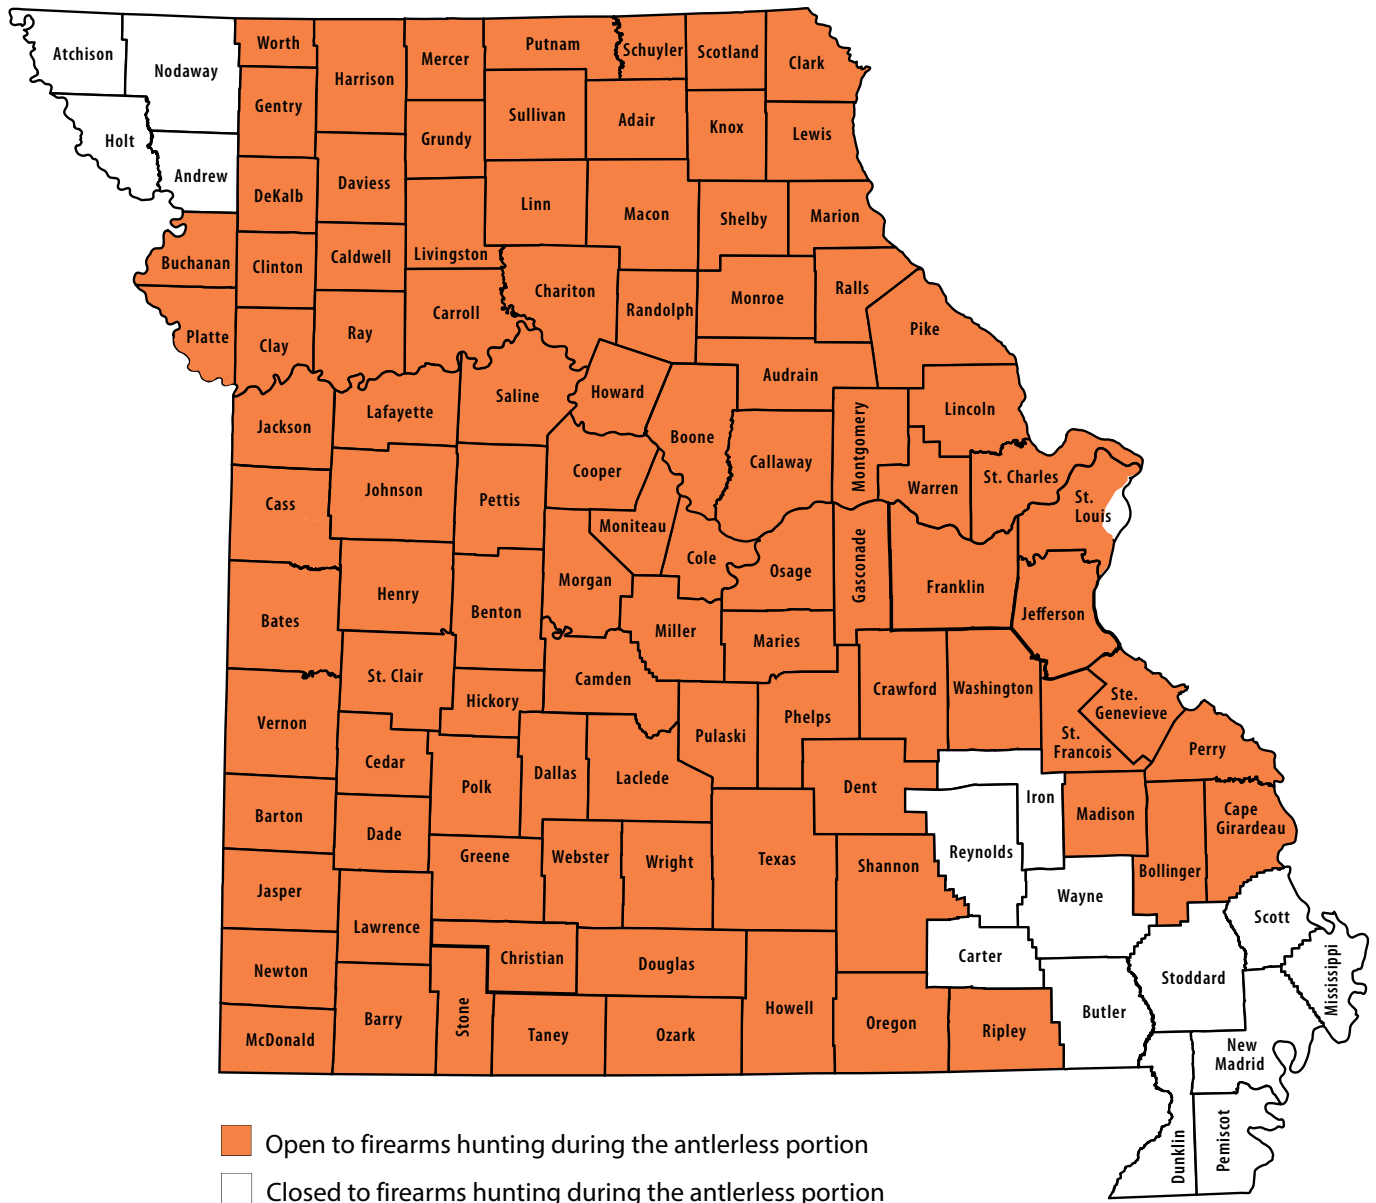 Atchison
Nodaway
Worth
Harrison
Mercer
Putnam
Schuyler
Scotland
Clark
Holt
Andrew
Gentry
Grundy
Sullivan
Adair
Knox
Lewis
DeKalb
Daviess
Linn
Macon
Shelby
Marion
Buchanan
Clinton
Caldwell
Livingston
Chariton
Randolph
Monroe
Ralls
Pike
Platte
Clay
Ray
Carroll
Audrain
Jackson
Lafayette
Saline
Howard
Boone
Callaway
Montgomery
Lincoln
Cass
Johnson
Pettis
Cooper
Moniteau
Cole
Warren
St. Charles
St.
Louis
Bates
Henry
Benton
Morgan
Miller
Osage
Maries
Gasconade
Franklin
Jefferson
St. Clair
Hickory
Camden
Vernon
Cedar
Polk
Dallas
Laclede
Pulaski
Phelps
Crawford
Washington
Ste.
Genevieve
St.
Francois
Perry
Barton
Dade
Greene
Webster
Wright
Texas
Dent
Shannon
Iron
Reynolds
Madison
Cape
Girardeau
Bollinger
Wayne
Jasper
Lawrence
Christian
Douglas
Howell
Carter
Butler
Stoddard
Scott
Mississippi
Newton
McDonald
Barry
Stone
Taney
Ozark
Oregon
Ripley
New
Madrid
Dunklin
Pemiscot
Open to firearms hunting during the antlerless portion
Closed to firearms hunting during the antlerless portion